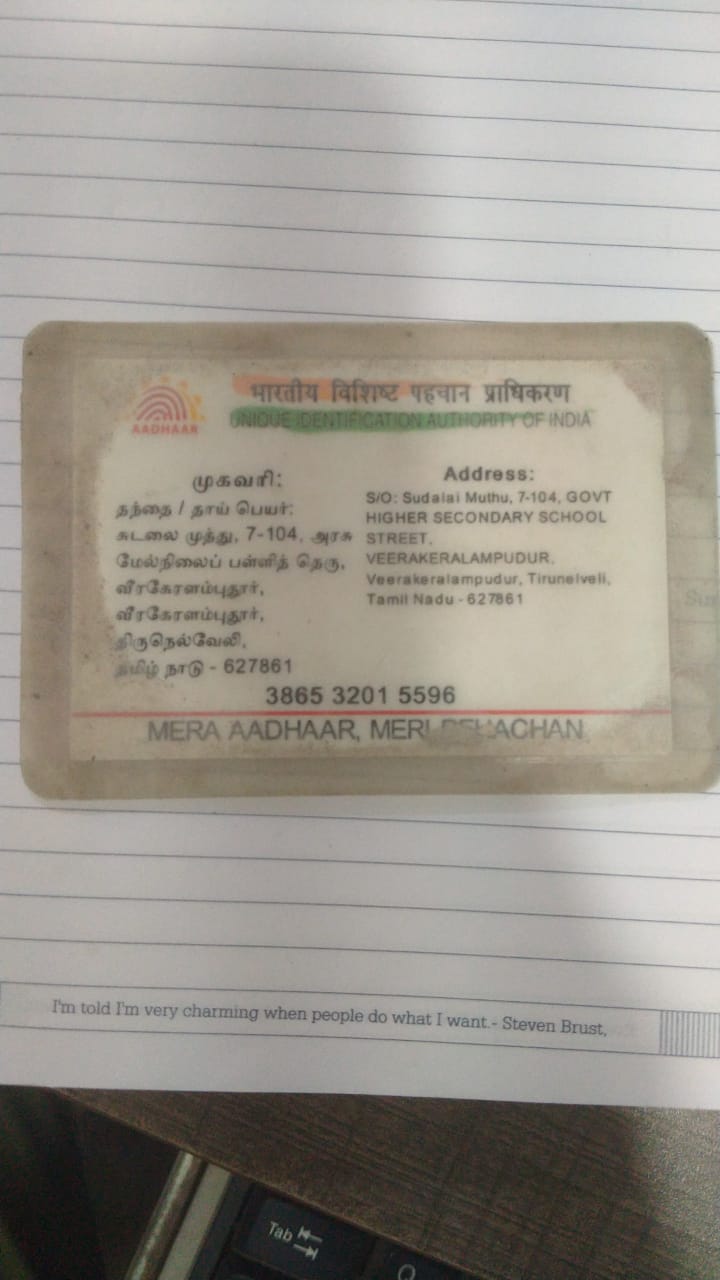 AADHAAR
भारतीय विशिष्ट पहचान प्राधिकरण
UNIQUE IDENTIFICATION AUTHORITY OF INDIA
முகவரி:
தந்தை / தாய் பெயர்:
சுடலை முத்து, 7-104, அரசு
மேல்நிலைப் பள்ளித் தெரு,
வீரகேரளம்புதூர்,
வீரகேரளம்புதூர்,
திருநெல்வேலி,
தமிழ் நாடு - 627861
Address:
S/O: Sudalai Muthu, 7-104, GOVT
HIGHER SECONDARY SCHOOL
STREET,
VEERAKERALAMPUDUR,
Veerakeralampudur, Tirunelveli,
Tamil Nadu - 627861
3865 3201 5596
MERA AADHAAR, MERI
I'm told I'm very charming when people do what I want.- Steven Brust,
Tab
Q